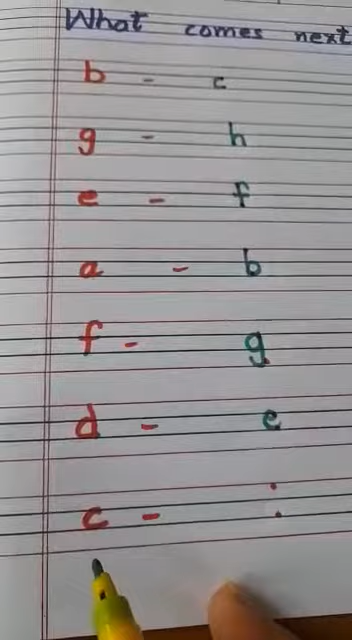 What comes next
b - c
g - h
e - f
a - b
f - g
d - e
c - :